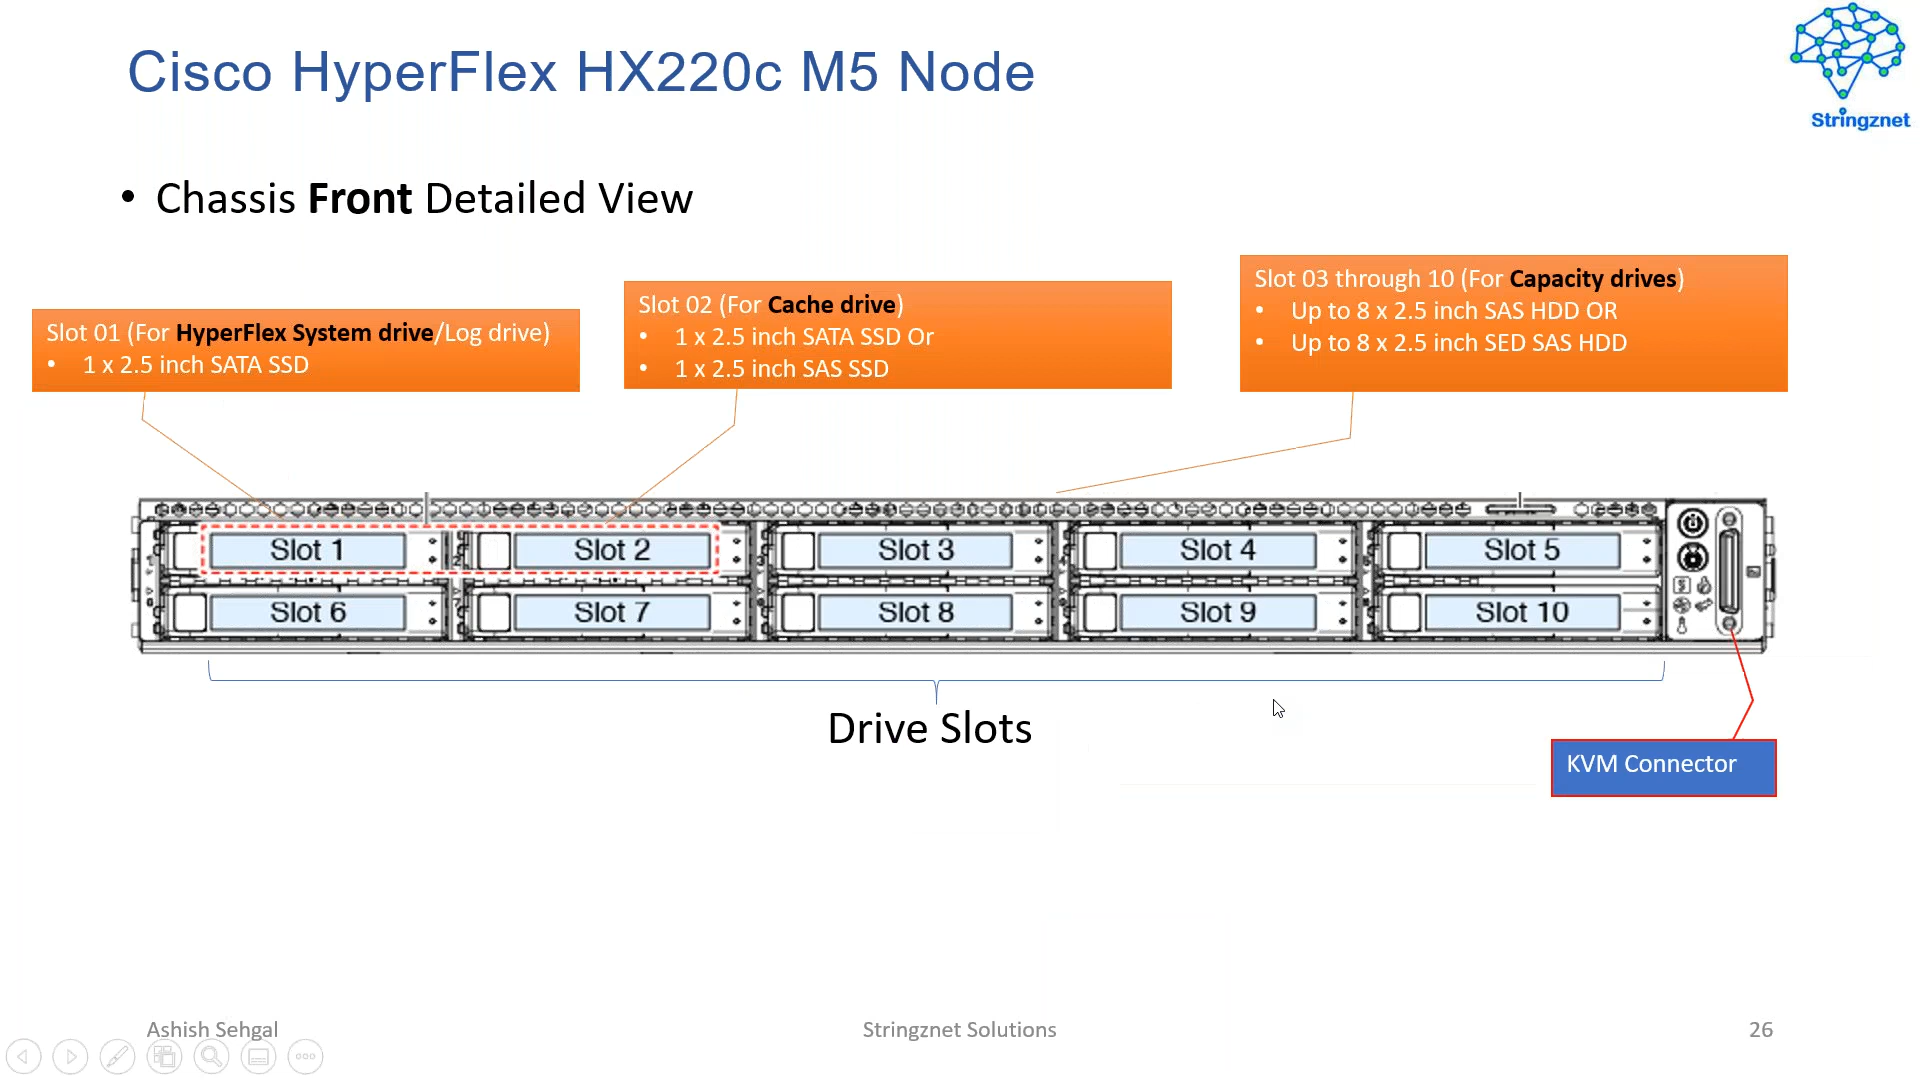 Cisco HyperFlex HX220c M5 Node
Stringznet
• Chassis Front Detailed View
Slot 01 (For HyperFlex System drive/Log drive)
• 1 x 2.5 inch SATA SSD
Slot 02 (For Cache drive)
• 1 x 2.5 inch SATA SSD Or
• 1 x 2.5 inch SAS SSD
Slot 03 through 10 (For Capacity drives)
• Up to 8 x 2.5 inch SAS HDD OR
• Up to 8 x 2.5 inch SED SAS HDD
Slot 1 Slot 2 Slot 3 Slot 4 Slot 5
Slot 6 Slot 7 Slot 8 Slot 9 Slot 10
Drive Slots
KVM Connector
Ashish Sehgal Stringznet Solutions 26